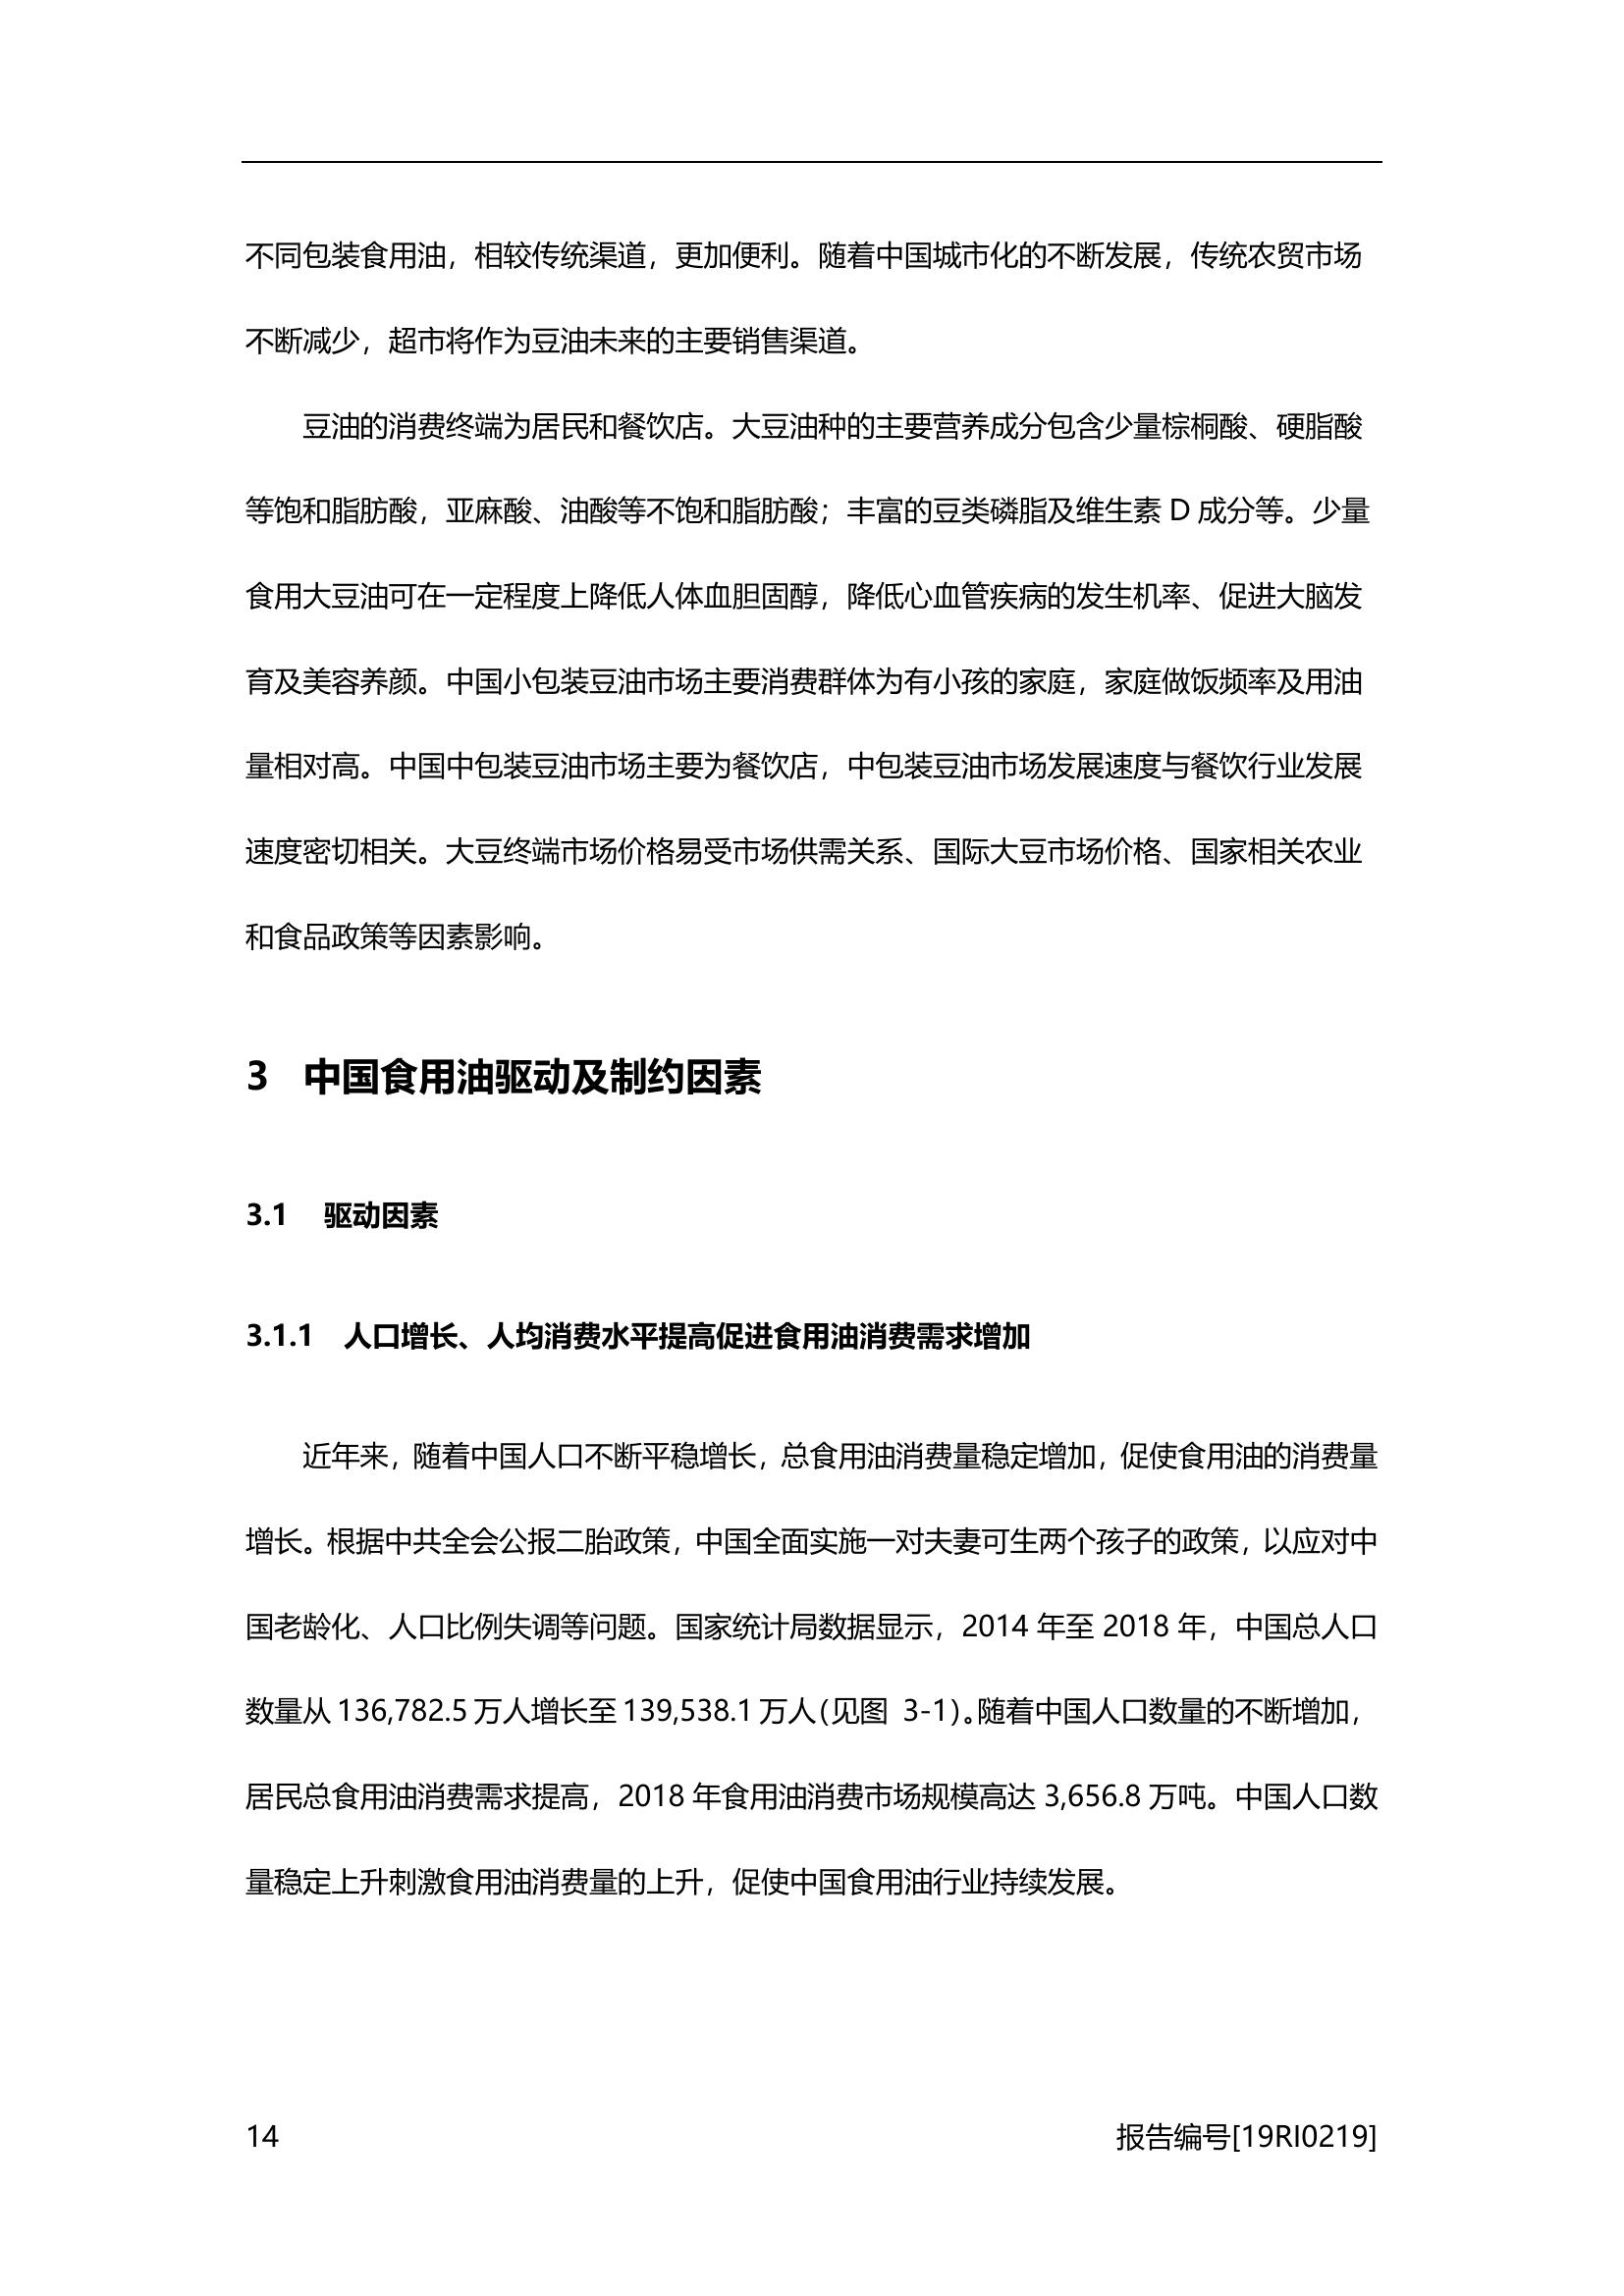 不同包装食用油，相较传统渠道，更加便利。随着中国城市化的不断发展，传统农贸市场
不断减少，超市将作为豆油未来的主要销售渠道。
豆油的消费终端为居民和餐饮店。大豆油种的主要营养成分包含少量棕桐酸、硬脂酸
等饱和脂肪酸，亚麻酸、油酸等不饱和脂肪酸；丰富的豆类磷脂及维生素 D 成分等。少量
食用大豆油可在一定程度上降低人体血胆固醇，降低心血管疾病的发生机率、促进大脑发
育及美容养颜。中国小包装豆油市场主要消费群体为有小孩的家庭，家庭做饭频率及用油
量相对高。中国中包装豆油市场主要为餐饮店，中包装豆油市场发展速度与餐饮行业发展
速度密切相关。大豆终端市场价格易受市场供需关系、国际大豆市场价格、国家相关农业
和食品政策等因素影响。
3 中国食用油驱动及制约因素
3.1 驱动因素
3.1.1 人口增长、人均消费水平提高促进食用油消费需求增加
近年来，随着中国人口不断平稳增长，总食用油消费量稳定增加，促使食用油的消费量
增长。根据中共全会公报二胎政策，中国全面实施一对夫妻可生两个孩子的政策，以应对中
国老龄化、人口比例失调等问题。国家统计局数据显示，2014 年至 2018 年，中国总人口
数量从 136,782.5 万人增长至 139,538.1 万人（见图 3-1）。随着中国人口数量的不断增加，
居民总食用油消费需求提高，2018 年食用油消费市场规模高达 3,656.8 万吨。中国人口数
量稳定上升刺激食用油消费量的上升，促使中国食用油行业持续发展。
14 报告编号[19RI0219]